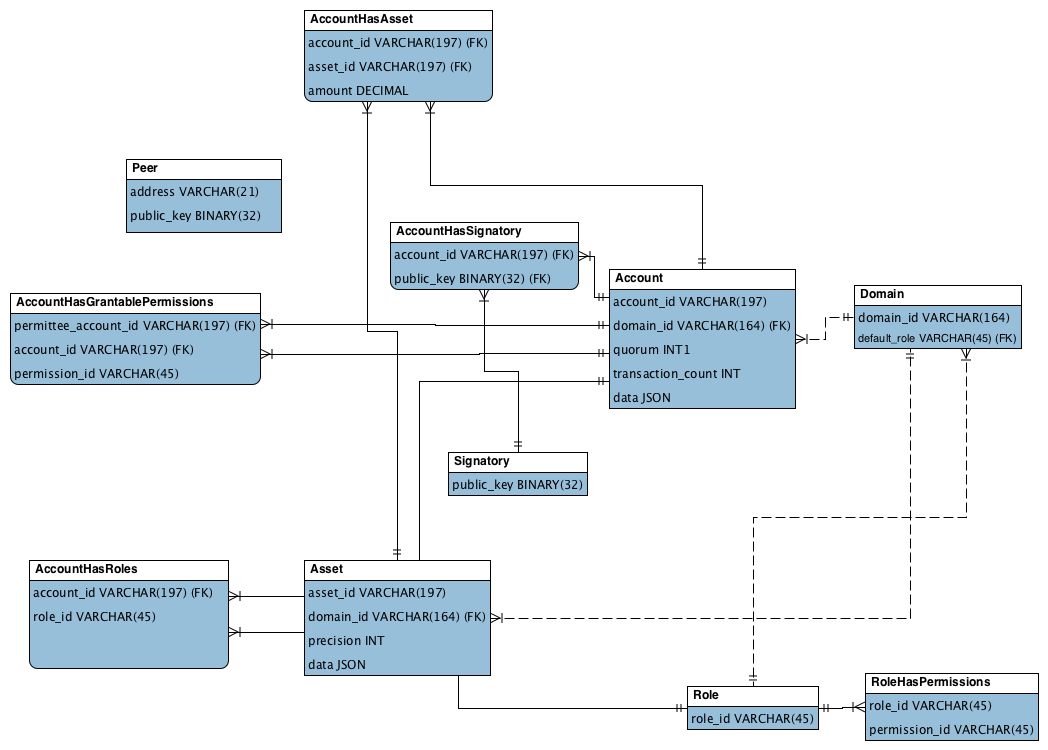 AccountHasAsset
account_id VARCHAR(197) (FK)
asset_id VARCHAR(197) (FK)
amount DECIMAL
Peer
address VARCHAR(21)
public_key BINARY(32)
AccountHasSignatory
account_id VARCHAR(197) (FK)
public_key BINARY(32) (FK)
Account
account_id VARCHAR(197)
domain_id VARCHAR(164) (FK)
quorum INT1
transaction_count INT
data JSON
Domain
domain_id VARCHAR(164)
default_role VARCHAR(45) (FK)
AccountHasGrantablePermissions
permittee_account_id VARCHAR(197) (FK)
account_id VARCHAR(197) (FK)
permission_id VARCHAR(45)
Signatory
public_key BINARY(32)
AccountHasRoles
account_id VARCHAR(197) (FK)
role_id VARCHAR(45)
Asset
asset_id VARCHAR(197)
domain_id VARCHAR(164) (FK)
precision INT
data JSON
Role
role_id VARCHAR(45)
RoleHasPermissions
role_id VARCHAR(45)
permission_id VARCHAR(45)